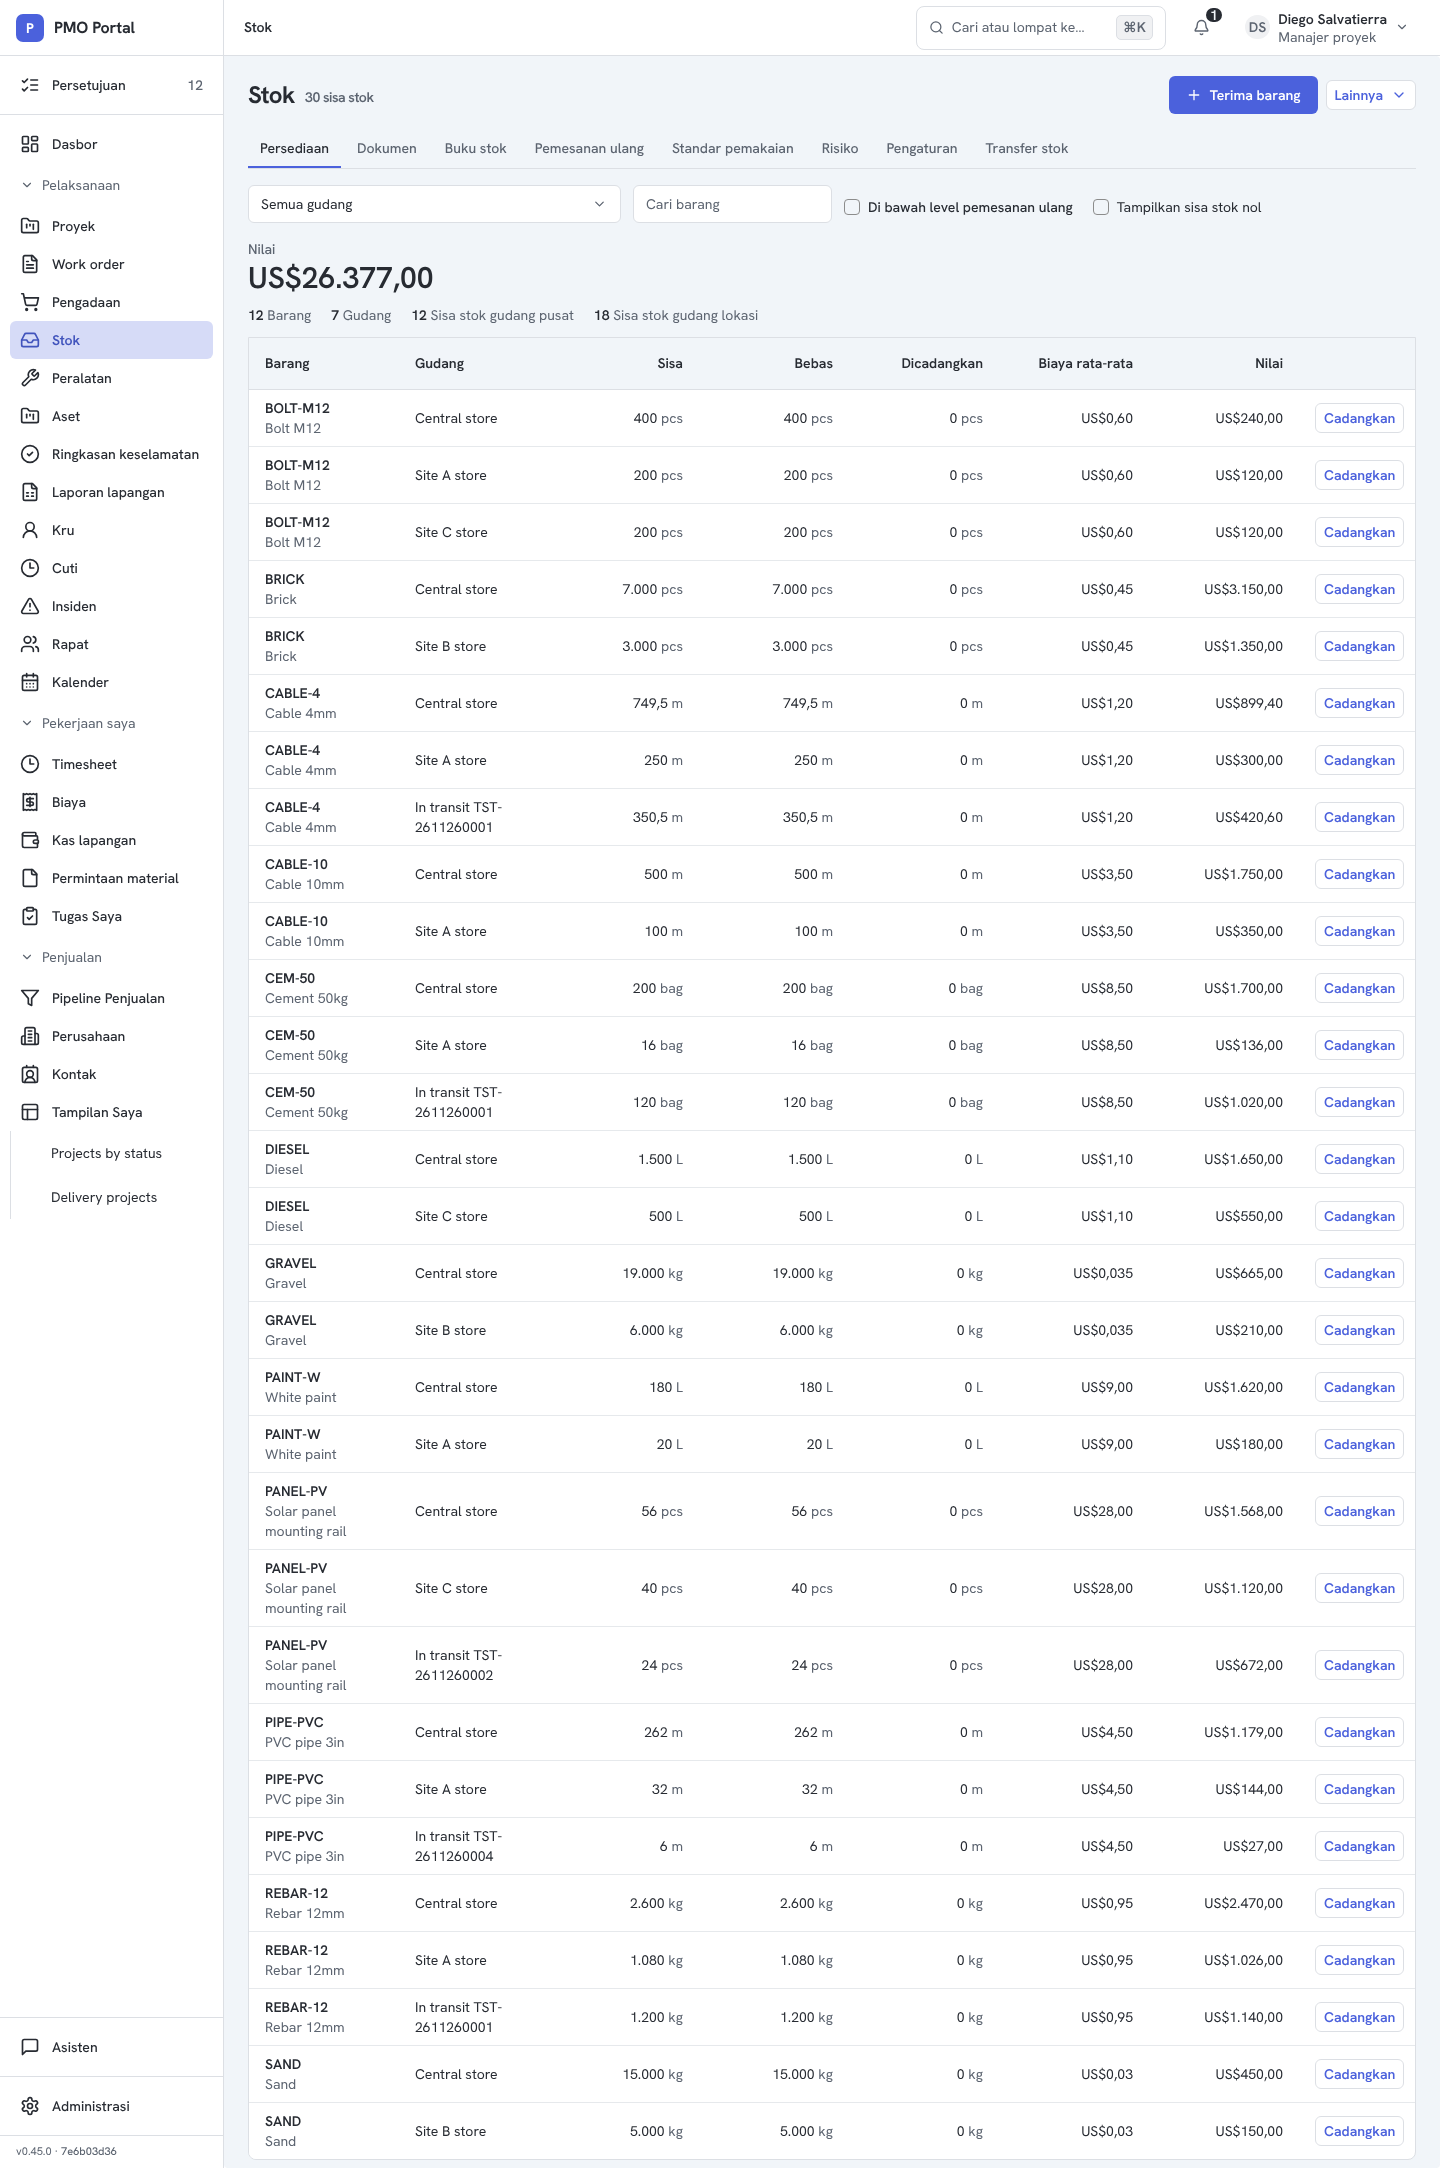 P PMO Portal
Stok
Cari atau lompat ke... ⌘K
1
DS
Diego Salvatierra
Manajer proyek
Persetujuan 12
Dasbor
Pelaksanaan
Proyek
Work order
Pengadaan
Stok
Peralatan
Aset
Ringkasan keselamatan
Laporan lapangan
Kru
Cuti
Insiden
Rapat
Kalender
Pekerjaan saya
Timesheet
Biaya
Kas lapangan
Permintaan material
Tugas Saya
Penjualan
Pipeline Penjualan
Perusahaan
Kontak
Tampilan Saya
Projects by status
Delivery projects
Asisten
Administrasi
v0.45.0 · 7e6b03d36
Stok 30 sisa stok
Terima barang
Lainnya
Persediaan Dokumen Buku stok Pemesanan ulang Standar pemakaian Risiko Pengaturan Transfer stok
Semua gudang
Cari barang
Di bawah level pemesanan ulang
Tampilkan sisa stok nol
Nilai
US$26.377,00
12 Barang 7 Gudang 12 Sisa stok gudang pusat 18 Sisa stok gudang lokasi
Barang Gudang Sisa Bebas Dicadangkan Biaya rata-rata Nilai
BOLT-M12
Bolt M12
Central store 400 pcs 400 pcs 0 pcs US$0,60 US$240,00 Cadangkan
BOLT-M12
Bolt M12
Site A store 200 pcs 200 pcs 0 pcs US$0,60 US$120,00 Cadangkan
BOLT-M12
Bolt M12
Site C store 200 pcs 200 pcs 0 pcs US$0,60 US$120,00 Cadangkan
BRICK
Brick
Central store 7.000 pcs 7.000 pcs 0 pcs US$0,45 US$3.150,00 Cadangkan
BRICK
Brick
Site B store 3.000 pcs 3.000 pcs 0 pcs US$0,45 US$1.350,00 Cadangkan
CABLE-4
Cable 4mm
Central store 749,5 m 749,5 m 0 m US$1,20 US$899,40 Cadangkan
CABLE-4
Cable 4mm
Site A store 250 m 250 m 0 m US$1,20 US$300,00 Cadangkan
CABLE-4
Cable 4mm
In transit TST-
2611260001
350,5 m 350,5 m 0 m US$1,20 US$420,60 Cadangkan
CABLE-10
Cable 10mm
Central store 500 m 500 m 0 m US$3,50 US$1.750,00 Cadangkan
CABLE-10
Cable 10mm
Site A store 100 m 100 m 0 m US$3,50 US$350,00 Cadangkan
CEM-50
Cement 50kg
Central store 200 bag 200 bag 0 bag US$8,50 US$1.700,00 Cadangkan
CEM-50
Cement 50kg
Site A store 16 bag 16 bag 0 bag US$8,50 US$136,00 Cadangkan
CEM-50
Cement 50kg
In transit TST-
2611260001
120 bag 120 bag 0 bag US$8,50 US$1.020,00 Cadangkan
DIESEL
Diesel
Central store 1.500 L 1.500 L 0 L US$1,10 US$1.650,00 Cadangkan
DIESEL
Diesel
Site C store 500 L 500 L 0 L US$1,10 US$550,00 Cadangkan
GRAVEL
Gravel
Central store 19.000 kg 19.000 kg 0 kg US$0,035 US$665,00 Cadangkan
GRAVEL
Gravel
Site B store 6.000 kg 6.000 kg 0 kg US$0,035 US$210,00 Cadangkan
PAINT-W
White paint
Central store 180 L 180 L 0 L US$9,00 US$1.620,00 Cadangkan
PAINT-W
White paint
Site A store 20 L 20 L 0 L US$9,00 US$180,00 Cadangkan
PANEL-PV
Solar panel
mounting rail
Central store 56 pcs 56 pcs 0 pcs US$28,00 US$1.568,00 Cadangkan
PANEL-PV
Solar panel
mounting rail
Site C store 40 pcs 40 pcs 0 pcs US$28,00 US$1.120,00 Cadangkan
PANEL-PV
Solar panel
mounting rail
In transit TST-
2611260002
24 pcs 24 pcs 0 pcs US$28,00 US$672,00 Cadangkan
PIPE-PVC
PVC pipe 3in
Central store 262 m 262 m 0 m US$4,50 US$1.179,00 Cadangkan
PIPE-PVC
PVC pipe 3in
Site A store 32 m 32 m 0 m US$4,50 US$144,00 Cadangkan
PIPE-PVC
PVC pipe 3in
In transit TST-
2611260004
6 m 6 m 0 m US$4,50 US$27,00 Cadangkan
REBAR-12
Rebar 12mm
Central store 2.600 kg 2.600 kg 0 kg US$0,95 US$2.470,00 Cadangkan
REBAR-12
Rebar 12mm
Site A store 1.080 kg 1.080 kg 0 kg US$0,95 US$1.026,00 Cadangkan
REBAR-12
Rebar 12mm
In transit TST-
2611260001
1.200 kg 1.200 kg 0 kg US$0,95 US$1.140,00 Cadangkan
SAND
Sand
Central store 15.000 kg 15.000 kg 0 kg US$0,03 US$450,00 Cadangkan
SAND
Sand
Site B store 5.000 kg 5.000 kg 0 kg US$0,03 US$150,00 Cadangkan